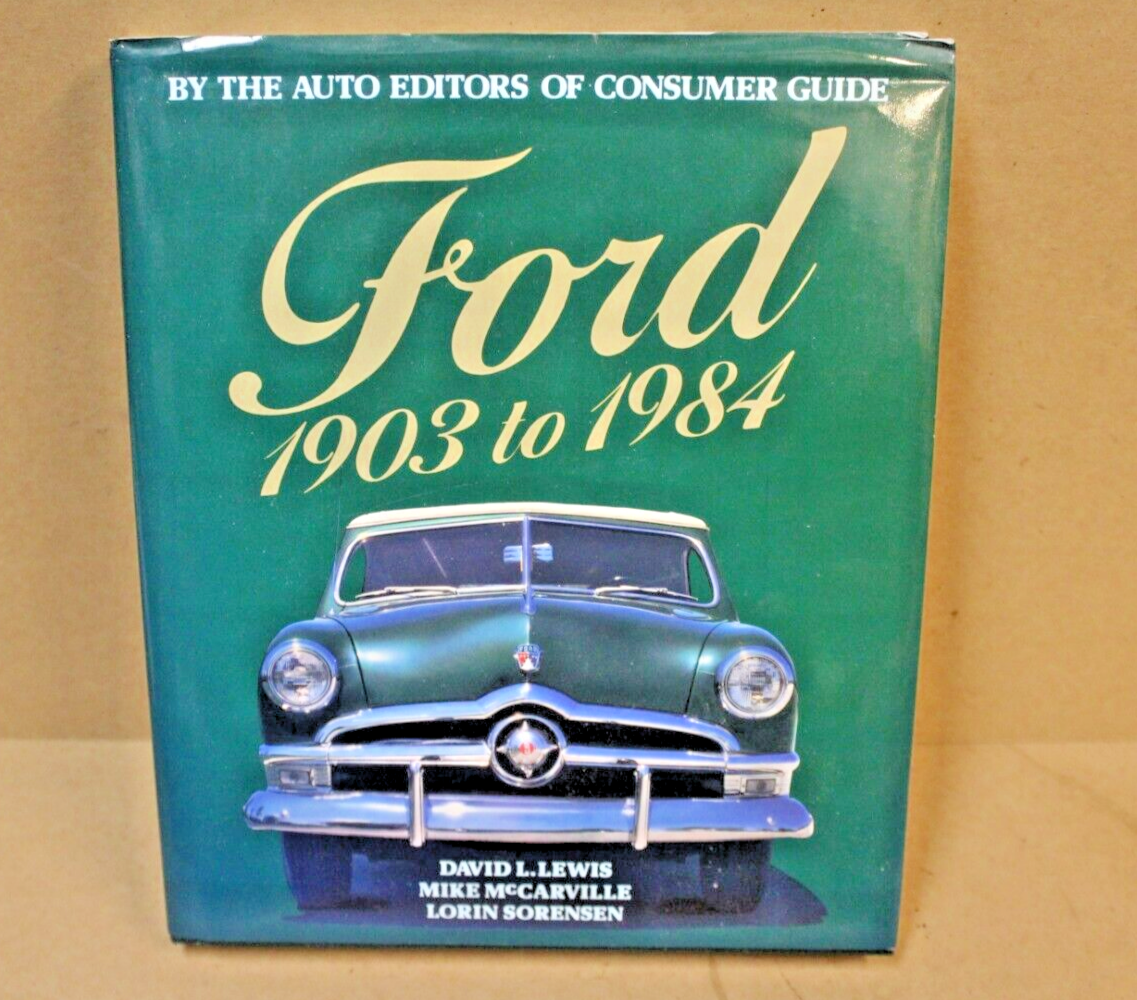 BY THE AUTO EDITORS OF CONSUMER GUIDE
Ford
1903 to 1984
DAVID L. LEWIS
MIKE McCARVILLE
LORIN SORENSEN